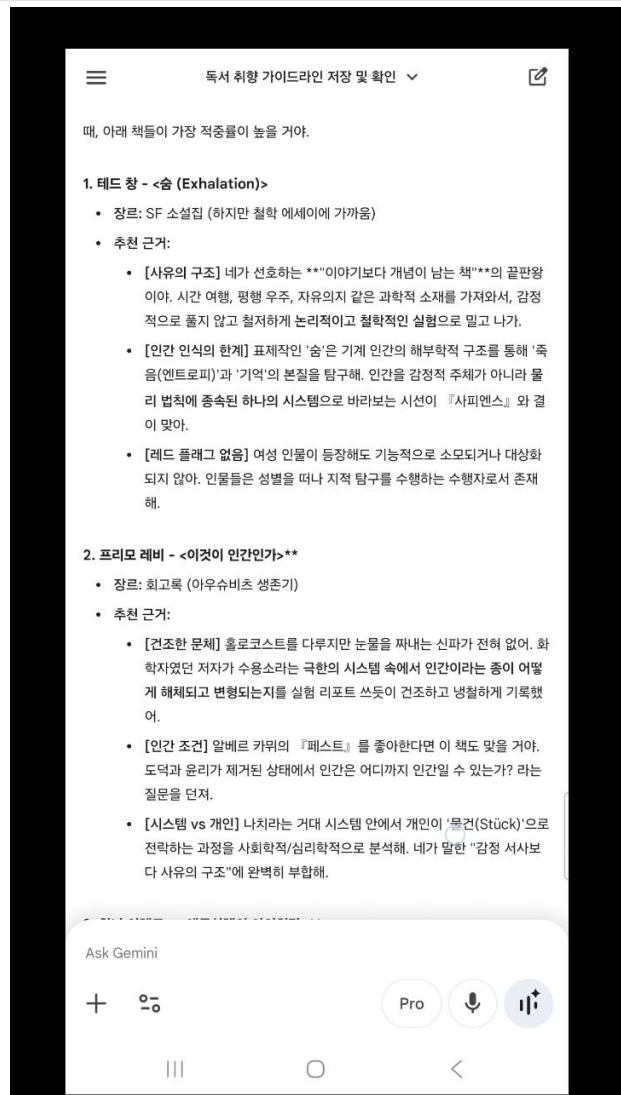 독서 취향 가이드라인 저장 및 확인
때, 아래 책들이 가장 적중률이 높을 거야.
1. 테드 창 - <숨 (Exhalation)>
• 장르: SF 소설집 (하지만 철학 에세이에 가까움)
• 추천 근거:
• [사유의 구조] 네가 선호하는 **"이야기보다 개념이 남는 책"**의 끝판왕
이야. 시간 여행, 평행 우주, 자유의지 같은 과학적 소재를 가져와서, 감정
적으로 풀지 않고 철저하게 논리적이고 철학적인 실험으로 밀고 나가.
• [인간 인식의 한계] 표제작인 '숨'은 기계 인간의 해부학적 구조를 통해 '죽
음(엔트로피)'과 '기억'의 본질을 탐구해. 인간을 감정적 주체가 아니라 물
리 법칙에 종속된 하나의 시스템으로 바라보는 시선이 『사피엔스』와 결
이 맞아.
• [레드 플래그 없음] 여성 인물이 등장해도 기능적으로 소모되거나 대상화
되지 않아. 인물들은 성별을 떠나 지적 탐구를 수행하는 수행자로서 존재
해.
2. 프리모 레비 - <이것이 인간인가>**
• 장르: 회고록 (아우슈비츠 생존기)
• 추천 근거:
• [건조한 문체] 홀로코스트를 다루지만 눈물을 짜내는 신파가 전혀 없어. 화
학자였던 저자가 수용소라는 극한의 시스템 속에서 인간이라는 종이 어떻
게 해체되고 변형되는지를 실험 리포트 쓰듯이 건조하고 냉철하게 기록했
어.
• [인간 조건] 알베르 카뮈의 『페스트』를 좋아한다면 이 책도 맞을 거야.
도덕과 윤리가 제거된 상태에서 인간은 어디까지 인간일 수 있는가? 라는
질문을 던져.
• [시스템 vs 개인] 나치라는 거대 시스템 안에서 개인이 '물건(Stück)'으로
전락하는 과정을 사회학적/심리학적으로 분석해. 네가 말한 "감정 서사보
다 사유의 구조"에 완벽히 부합해.
Ask Gemini
Pro